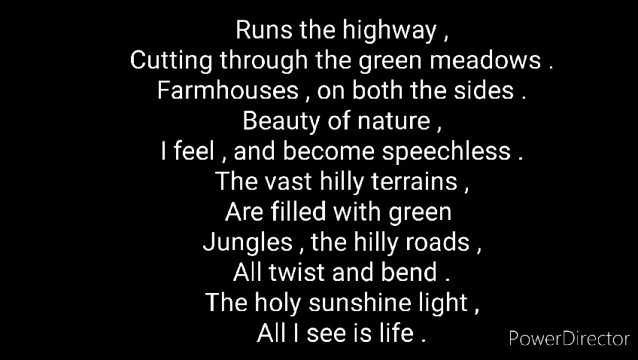 Runs the highway ,
Cutting through the green meadows .
Farmhouses , on both the sides .
Beauty of nature ,
I feel , and become speechless .
The vast hilly terrains ,
Are filled with green
Jungles , the hilly roads ,
All twist and bend .
The holy sunshine light ,
All I see is life .
PowerDirector